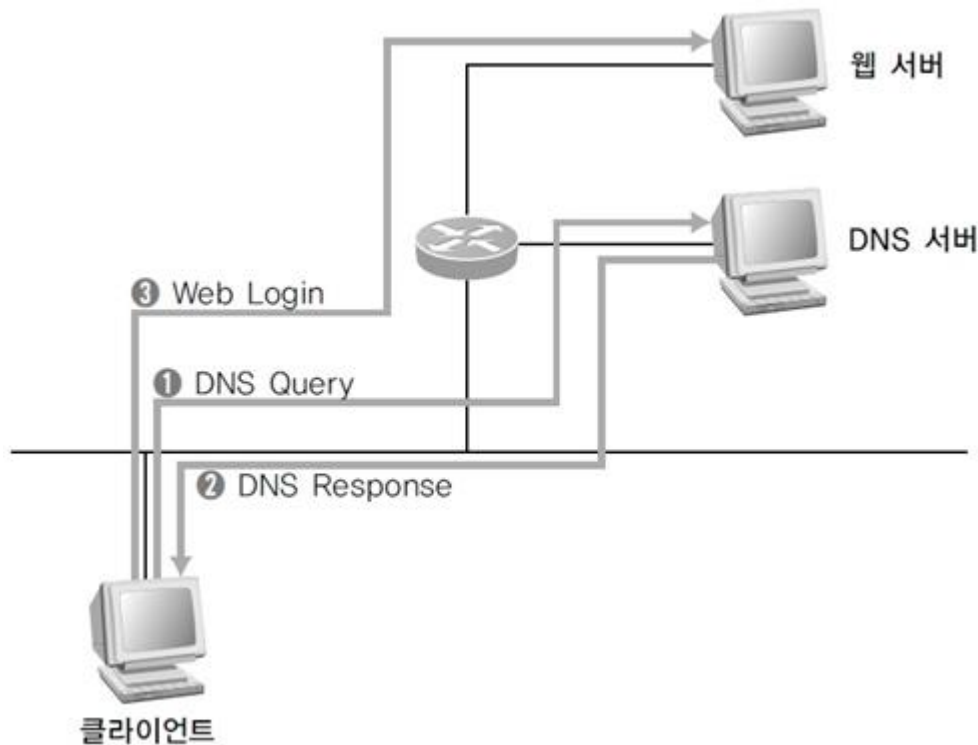 웹 서버
DNS 서버
❸ Web Login
❶ DNS Query
❷ DNS Response
클라이언트